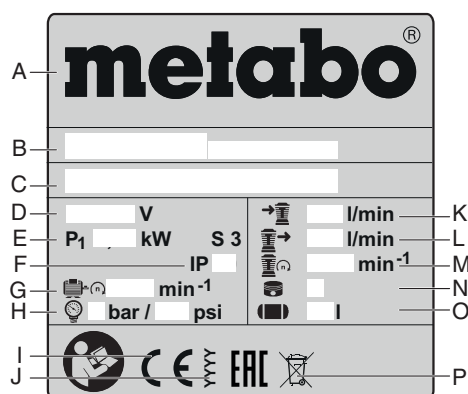 metabo®
A
B
C
D V
E P1 kW S 3
F IP
G n min-1
H bar / psi
I
J CE EAC
l/min K
l/min L
n min-1 M
N
l O
P